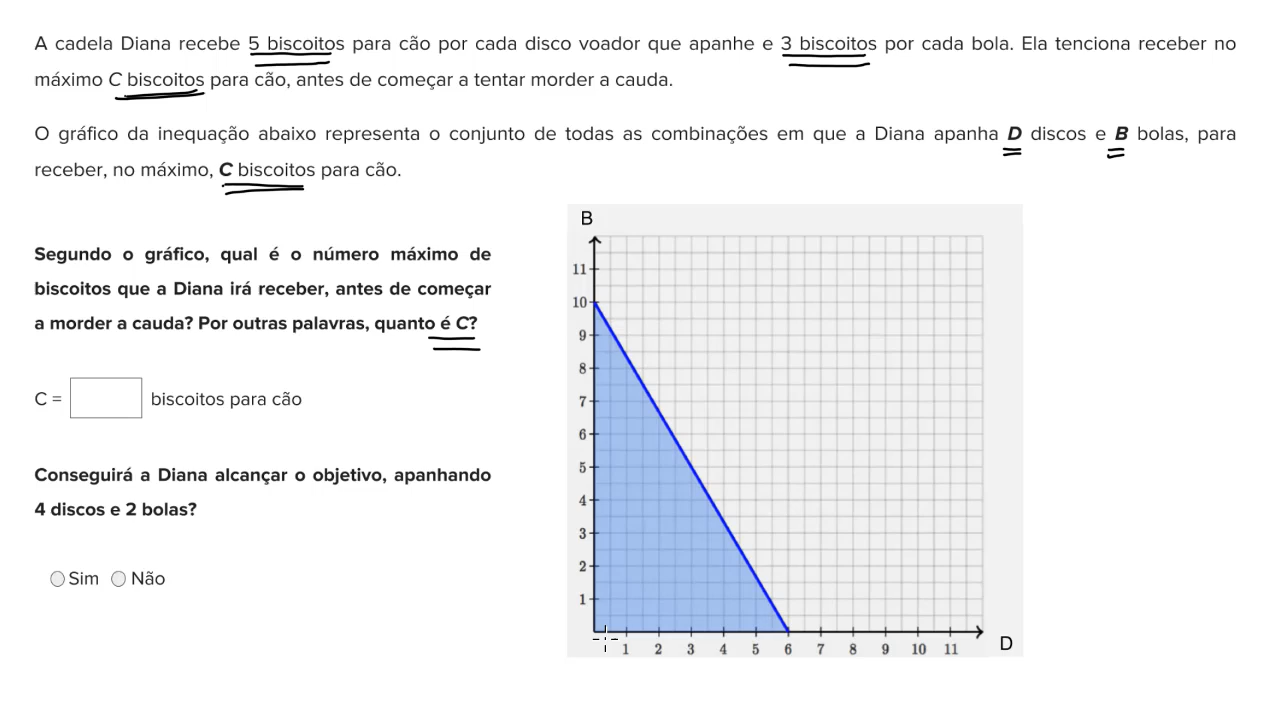 A cadela Diana recebe 5 biscoitos para cão por cada disco voador que apanhe e 3 biscoitos por cada bola. Ela tenciona receber no
máximo C biscoitos para cão, antes de começar a tentar morder a cauda.
O gráfico da inequação abaixo representa o conjunto de todas as combinações em que a Diana apanha D discos e B bolas, para
receber, no máximo, C biscoitos para cão.
Segundo o gráfico, qual é o número máximo de
biscoitos que a Diana irá receber, antes de começar
a morder a cauda? Por outras palavras, quanto é C?
C = biscoitos para cão
Conseguirá a Diana alcançar o objetivo, apanhando
4 discos e 2 bolas?
Sim Não
B
11
10
9
8
7
6
5
4
3
2
1
1 2 3 4 5 6 7 8 9 10 11
D